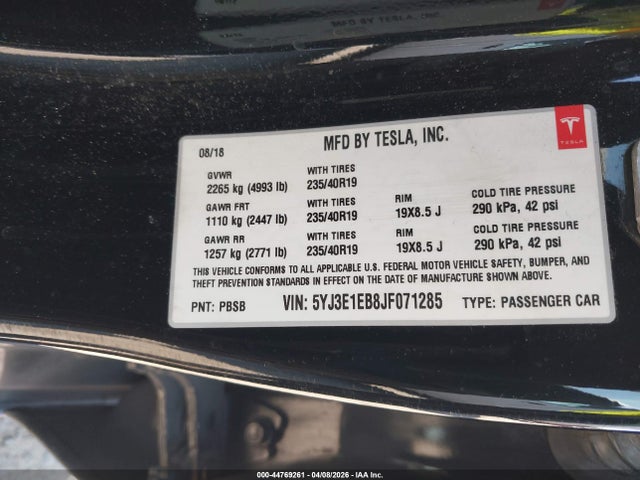 MFD BY TESLA, INC.
08/18 MFD BY TESLA, INC.
TESLA
GVWR WITH TIRES
2265 kg (4993 lb) 235/40R19
GAWR FRT WITH TIRES RIM COLD TIRE PRESSURE
1110 kg (2447 lb) 235/40R19 19X8.5 J 290 kPa, 42 psi
GAWR RR WITH TIRES RIM COLD TIRE PRESSURE
1257 kg (2771 lb) 235/40R19 19X8.5 J 290 kPa, 42 psi
THIS VEHICLE CONFORMS TO ALL APPLICABLE U.S. FEDERAL MOTOR VEHICLE SAFETY, BUMPER, AND
THEFT PREVENTION STANDARDS IN EFFECT ON THE DATE OF MANUFACTURE SHOWN ABOVE.
PNT: PBSB VIN: 5YJ3E1EB8JF071285 TYPE: PASSENGER CAR
000-44769261 - 04/08/2026 - IAA Inc.